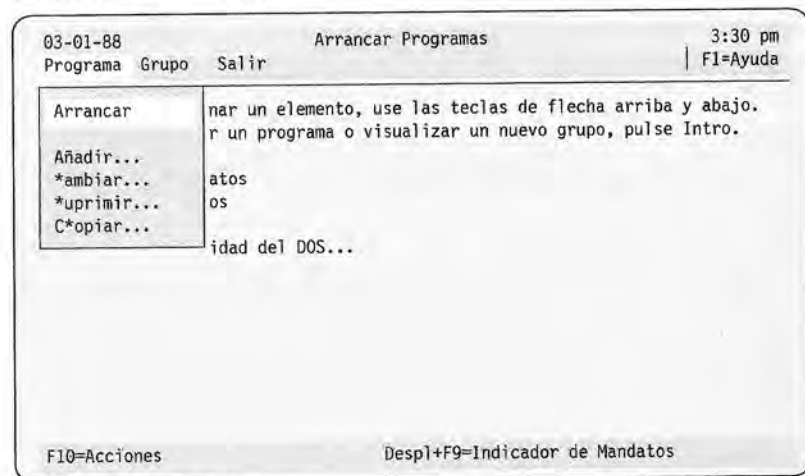 03-01-88 Arrancar Programas 3:30 pm
Programa Grupo Salir | F1=Ayuda
Arrancar nar un elemento, use las teclas de flecha arriba y abajo.
r un programa o visualizar un nuevo grupo, pulse Intro.
Añadir...
*ambiar... atos
*uprimir... os
C*opiar...
idad del DOS...
F10=Acciones Despl+F9=Indicador de Mandatos